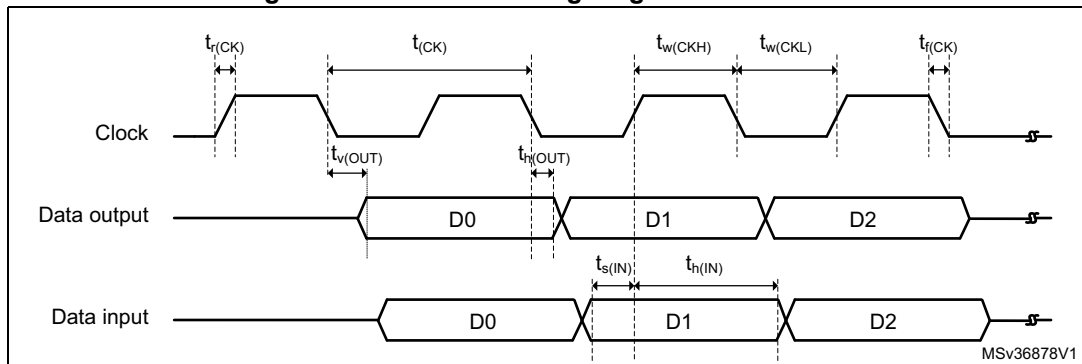 tr(CK) t(CK) tw(CKH) tw(CKL) tf(CK)
Clock
tv(OUT) th(OUT)
Data output D0 D1 D2
ts(IN) th(IN)
Data input D0 D1 D2
MSv36878V1